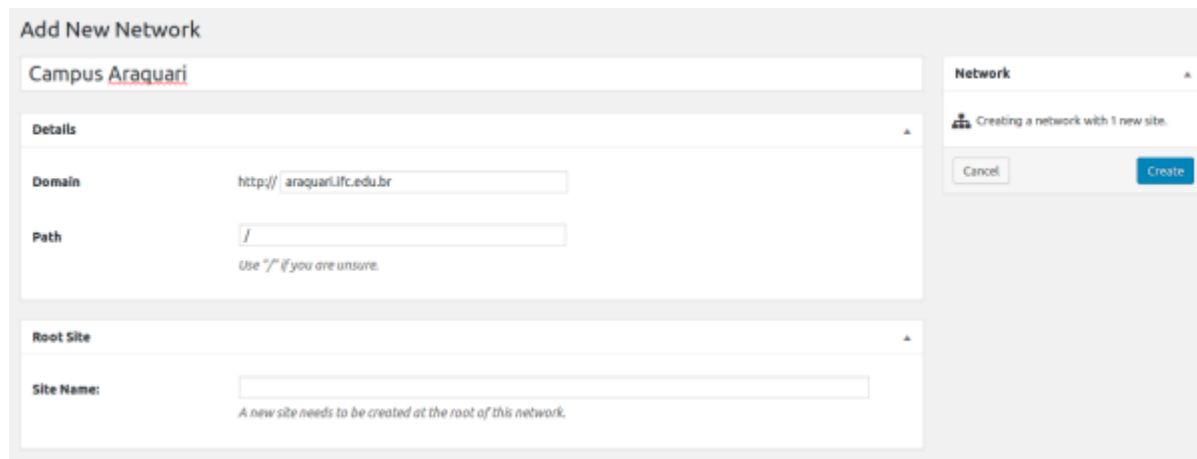 Add New Network
Campus Araquari
Network
Creating a network with 1 new site.
Cancel
Create
Details
Domain
http:// araquari.ifc.edu.br
Path
/
Use "/" if you are unsure.
Root Site
Site Name:
A new site needs to be created at the root of this network.